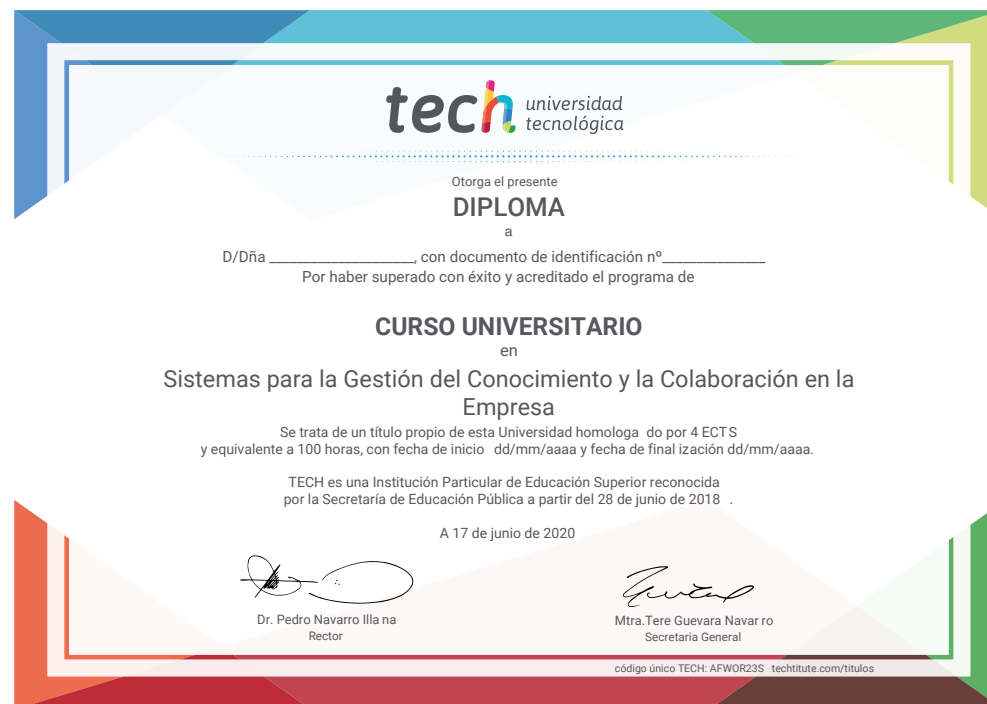 tech universidad
tecnológica
Otorga el presente
DIPLOMA
a
D/Dña ____________________, con documento de identificación nº______________
Por haber superado con éxito y acreditado el programa de
CURSO UNIVERSITARIO
en
Sistemas para la Gestión del Conocimiento y la Colaboración en la
Empresa
Se trata de un título propio de esta Universidad homologa do por 4 ECTS
y equivalente a 100 horas, con fecha de inicio dd/mm/aaaa y fecha de final ización dd/mm/aaaa.
TECH es una Institución Particular de Educación Superior reconocida
por la Secretaría de Educación Pública a partir del 28 de junio de 2018 .
A 17 de junio de 2020
Dr. Pedro Navarro Illa na
Rector
Mtra.Tere Guevara Navar ro
Secretaria General
código único TECH: AFWOR23S techtitute.com/titulos